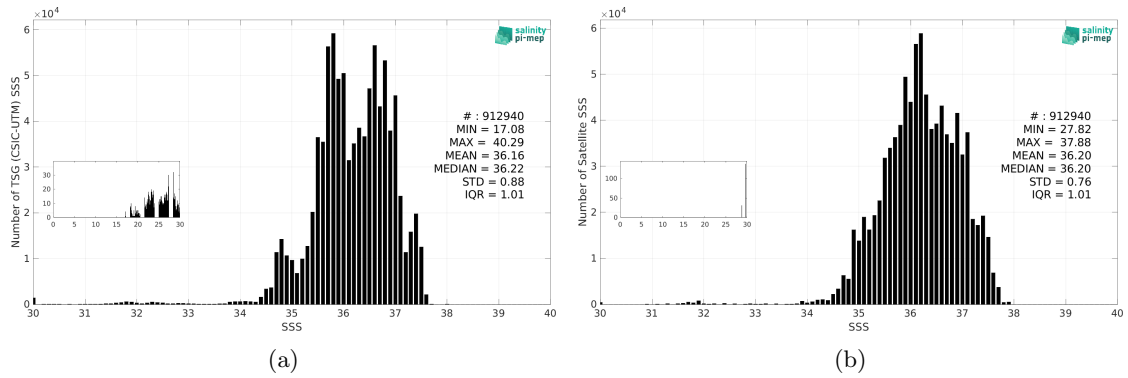 ×10⁴
salinity
pi-mep
Number of TSG (CSIC-UTM) SSS
6
5
4
3
2
1
0
# : 912940
MIN = 17.08
MAX = 40.29
MEAN = 36.16
MEDIAN = 36.22
STD = 0.88
IQR = 1.01
30
20
10
0
0 5 10 15 20 25 30
30 31 32 33 34 35 36 37 38 39 40
SSS
(a)
×10⁴
salinity
pi-mep
Number of Satellite SSS
6
5
4
3
2
1
0
# : 912940
MIN = 27.82
MAX = 37.88
MEAN = 36.20
MEDIAN = 36.20
STD = 0.76
IQR = 1.01
100
50
0
0 5 10 15 20 25 30
30 31 32 33 34 35 36 37 38 39 40
SSS
(b)